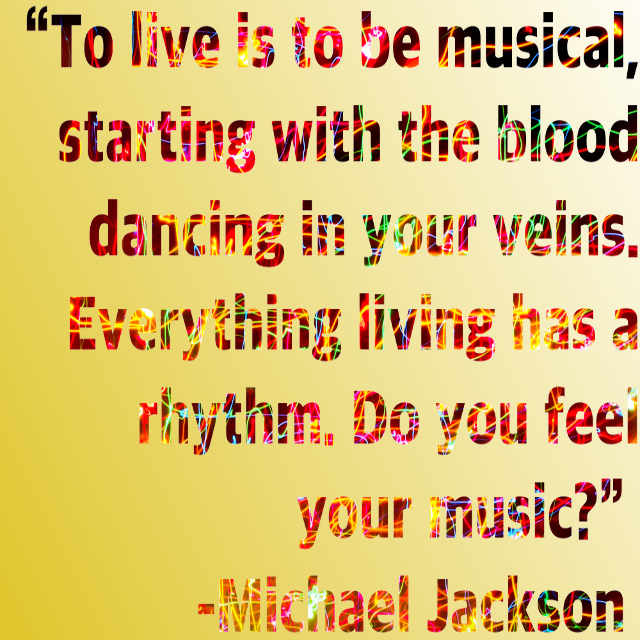 “To live is to be musical,
starting with the blood
dancing in your veins.
Everything living has a
rhythm. Do you feel
your music?”
-Michael Jackson